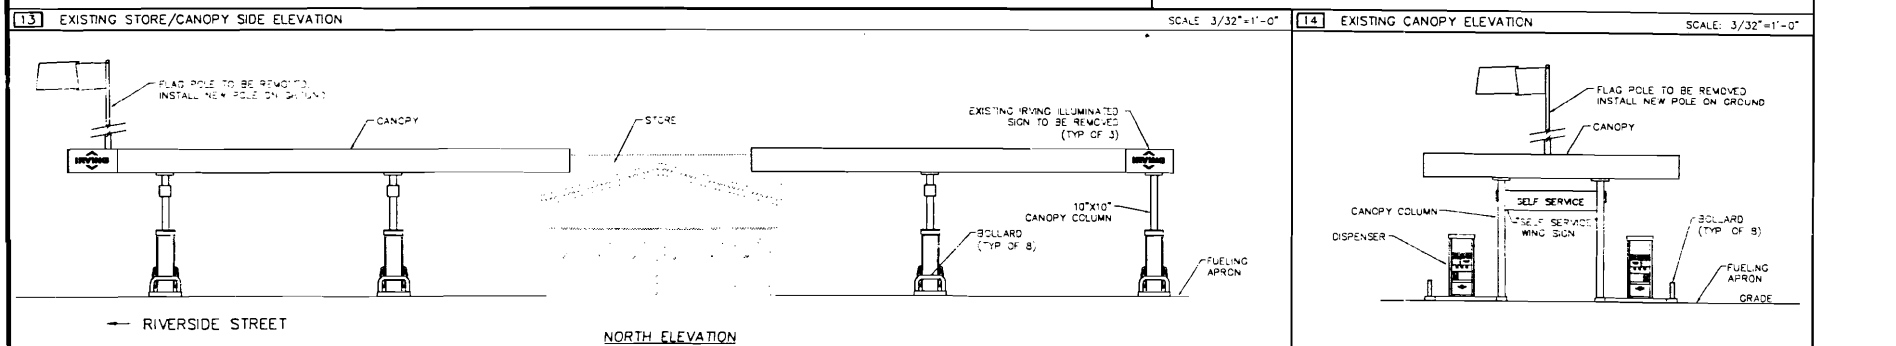 13 EXISTING STORE/CANOPY SIDE ELEVATION
SCALE 3/32"=1'-0"
FLAG POLE TO BE REMOVED.
INSTALL NEW POLE ON GROUND
CANOPY
STORE
EXISTING IRVING ILLUMINATED
SIGN TO BE REMOVED
(TYP OF 3)
IRVING
IRVING
10"X10"
CANOPY COLUMN
BOLLARD
(TYP OF 8)
FUELING
APRON
← RIVERSIDE STREET
NORTH ELEVATION
14 EXISTING CANOPY ELEVATION
SCALE: 3/32"=1'-0"
FLAG POLE TO BE REMOVED
INSTALL NEW POLE ON GROUND
CANOPY
SELF SERVICE
CANOPY COLUMN
SELF SERVICE
WING SIGN
BOLLARD
(TYP OF 8)
DISPENSER
FUELING
APRON
GRADE